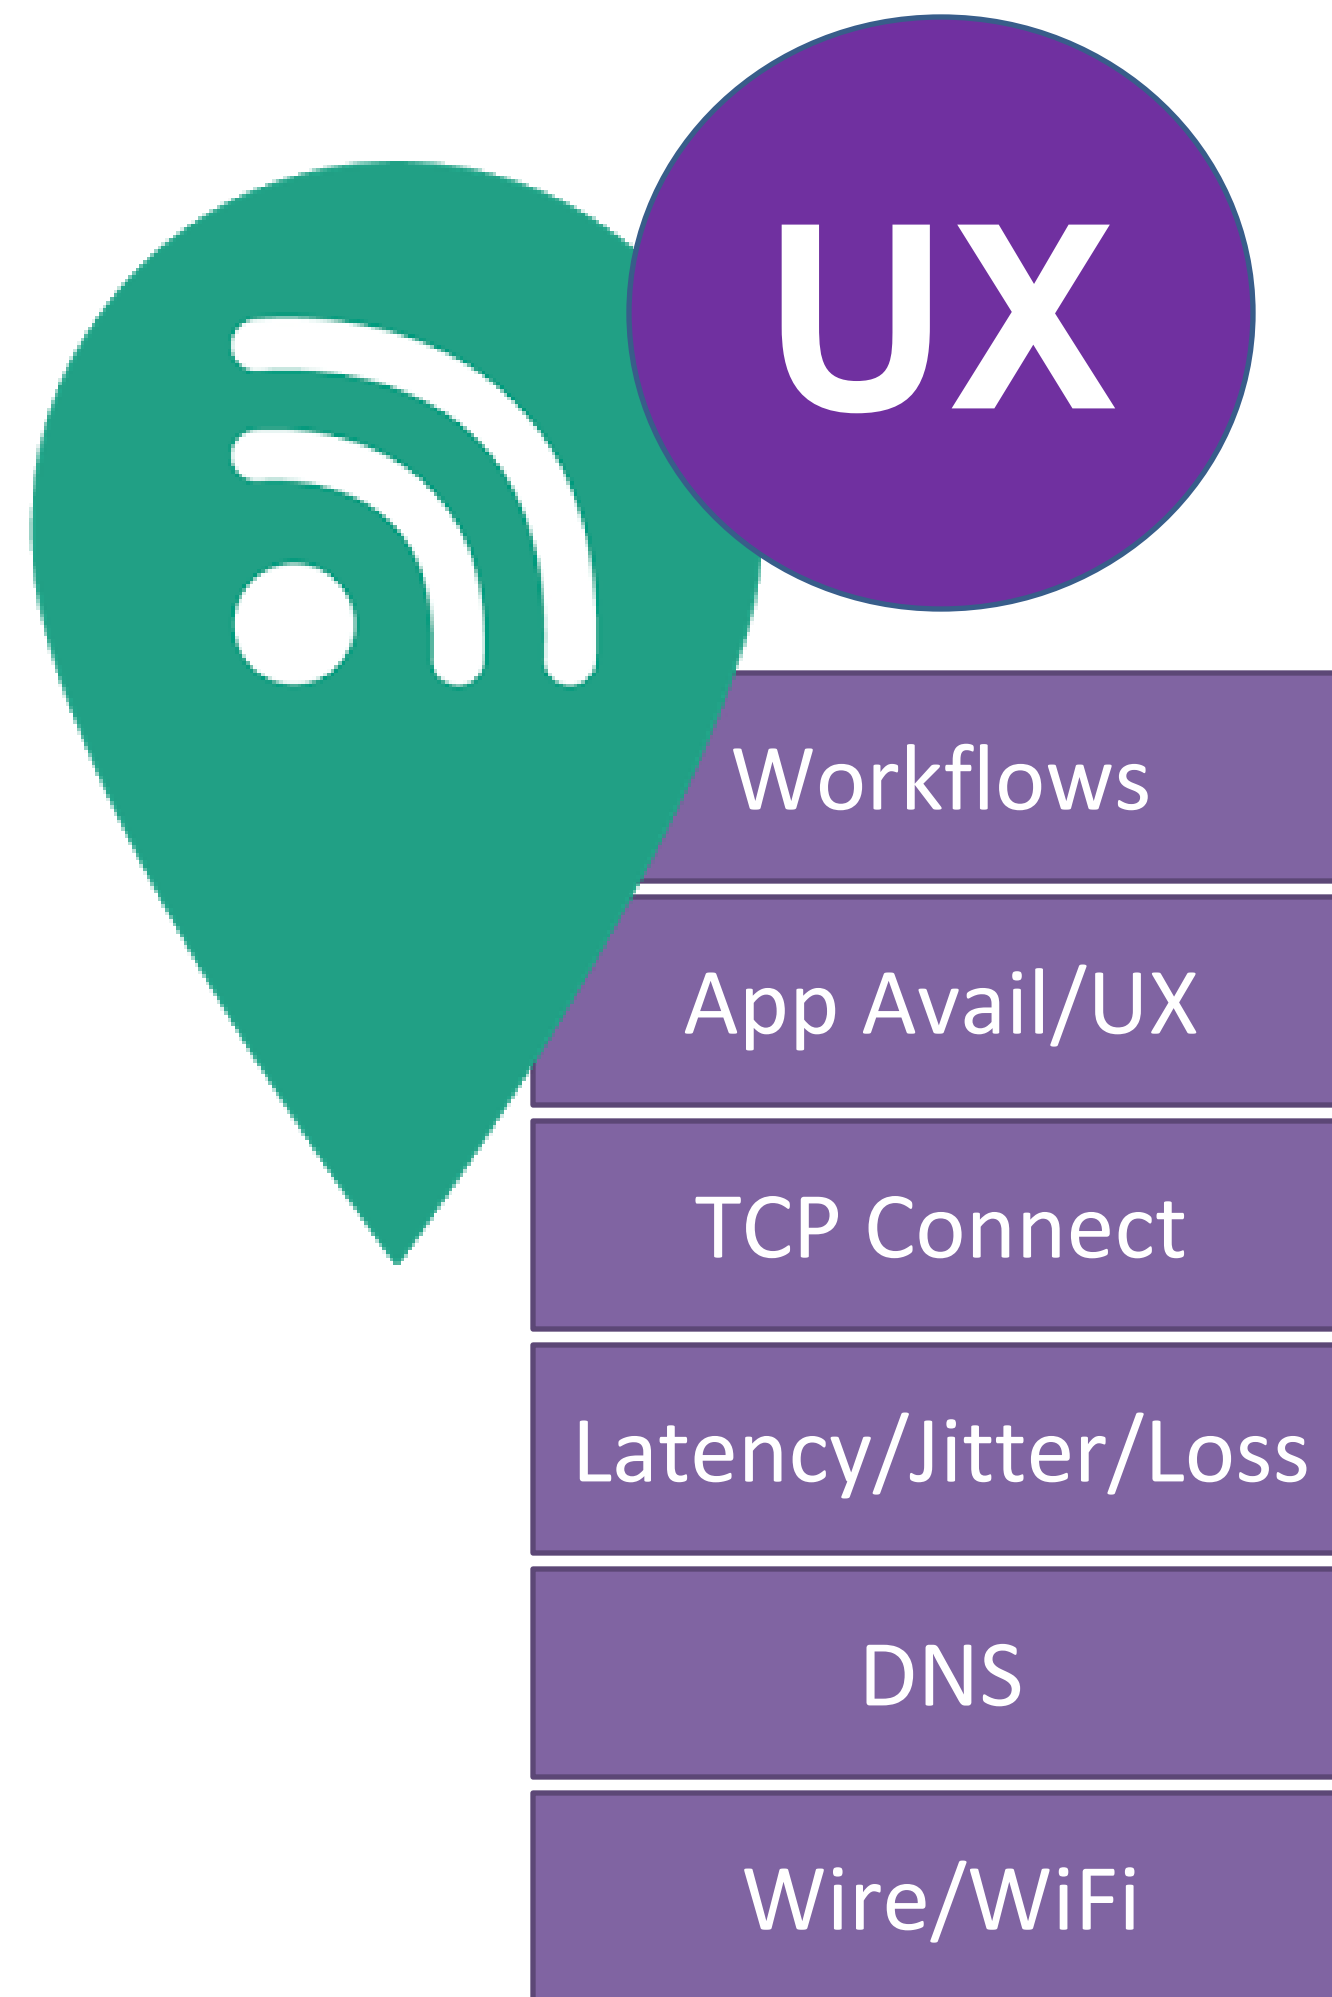 UX
Workflows
App Avail/UX
TCP Connect
Latency/Jitter/Loss
DNS
Wire/WiFi